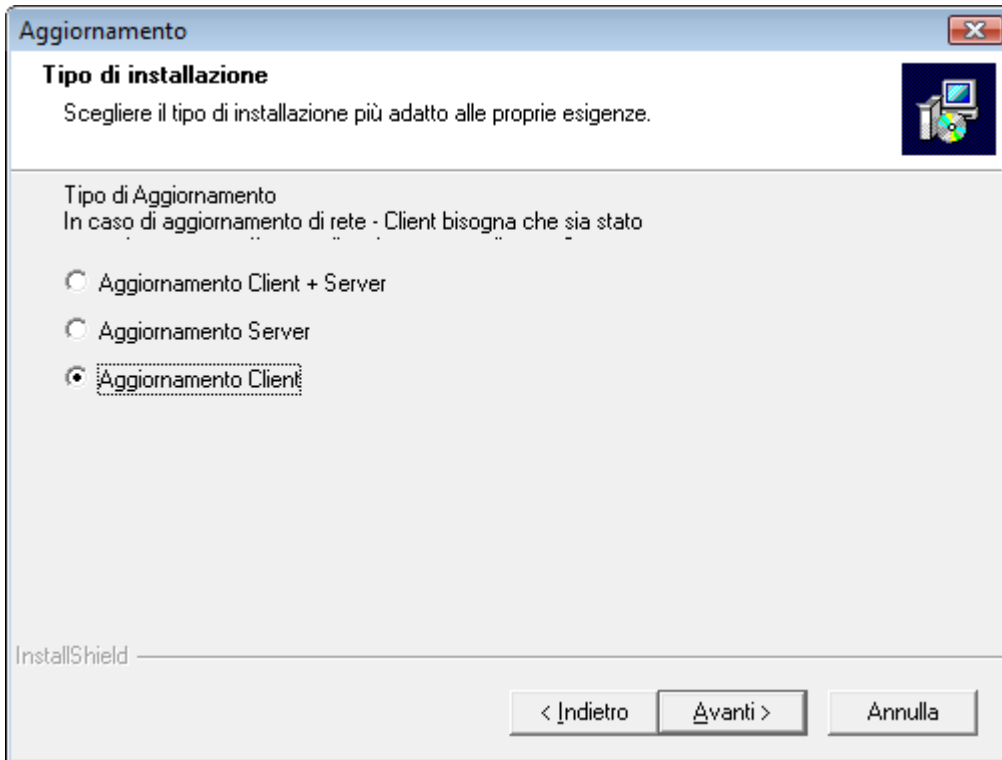 Aggiornamento
Tipo di installazione
Scegliere il tipo di installazione più adatto alle proprie esigenze.
Tipo di Aggiornamento
In caso di aggiornamento di rete - Client bisogna che sia stato
Aggiornamento Client + Server
Aggiornamento Server
Aggiornamento Client
InstallShield
< Indietro
Avanti >
Annulla